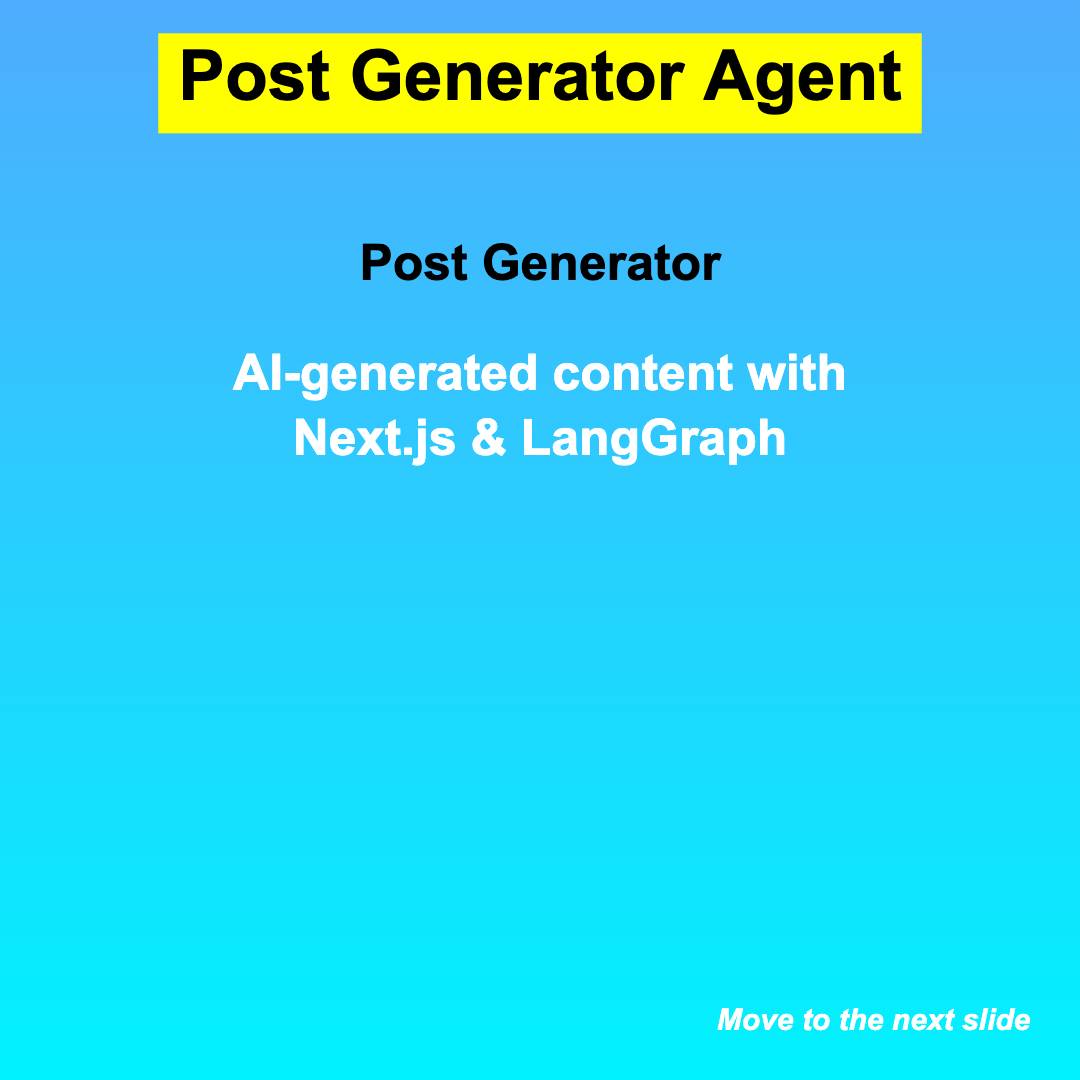 Post Generator Agent
Post Generator
AI-generated content with
Next.js & LangGraph
Move to the next slide